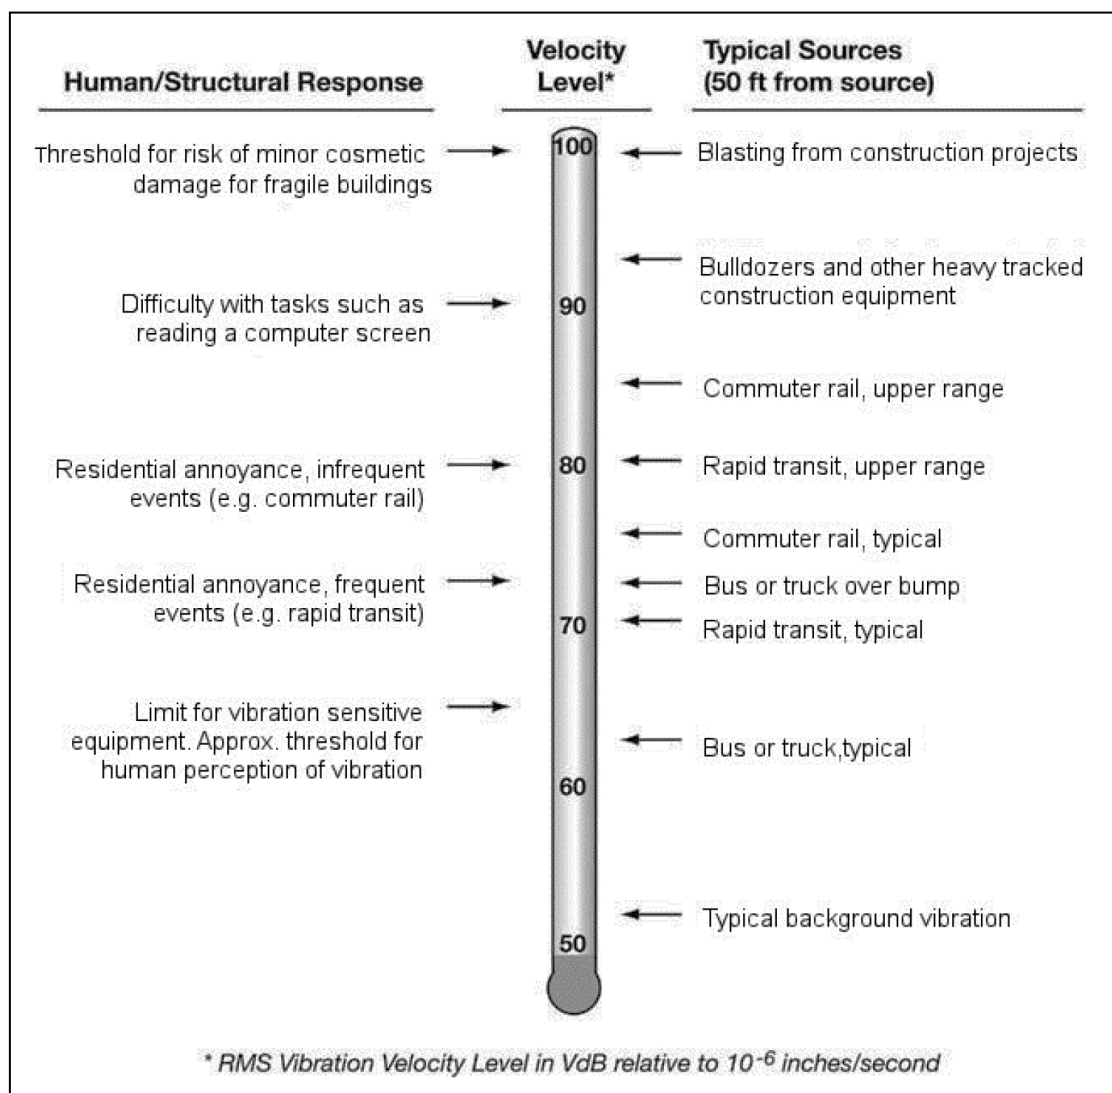 Human/Structural Response
Velocity
Level*
Typical Sources
(50 ft from source)
Threshold for risk of minor cosmetic
damage for fragile buildings
100
Blasting from construction projects
Bulldozers and other heavy tracked
construction equipment
Difficulty with tasks such as
reading a computer screen
90
Commuter rail, upper range
Residential annoyance, infrequent
events (e.g. commuter rail)
80
Rapid transit, upper range
Commuter rail, typical
Residential annoyance, frequent
events (e.g. rapid transit)
Bus or truck over bump
70
Rapid transit, typical
Limit for vibration sensitive
equipment. Approx. threshold for
human perception of vibration
Bus or truck,typical
60
Typical background vibration
50
* RMS Vibration Velocity Level in VdB relative to 10⁻⁶ inches/second